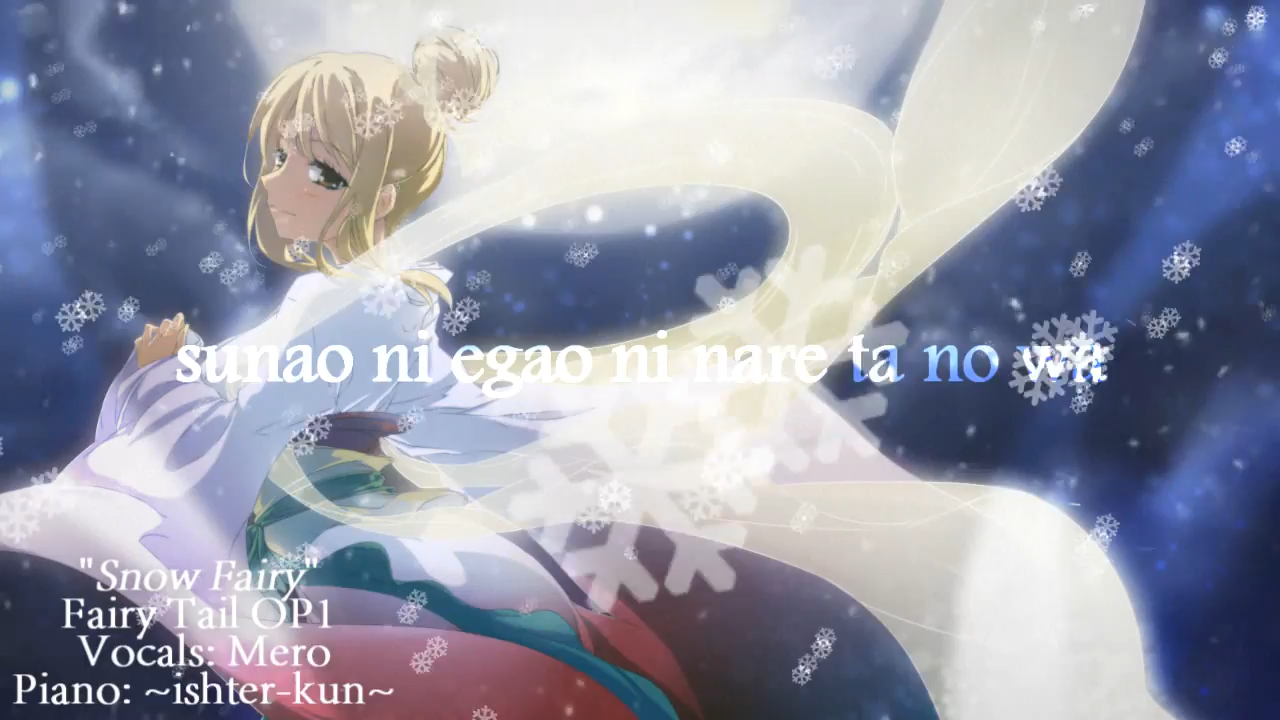 sunao ni egao ni nare ta no wa
"Snow Fairy"
Fairy Tail OP1
Vocals: Mero
Piano: ~ishter-kun~